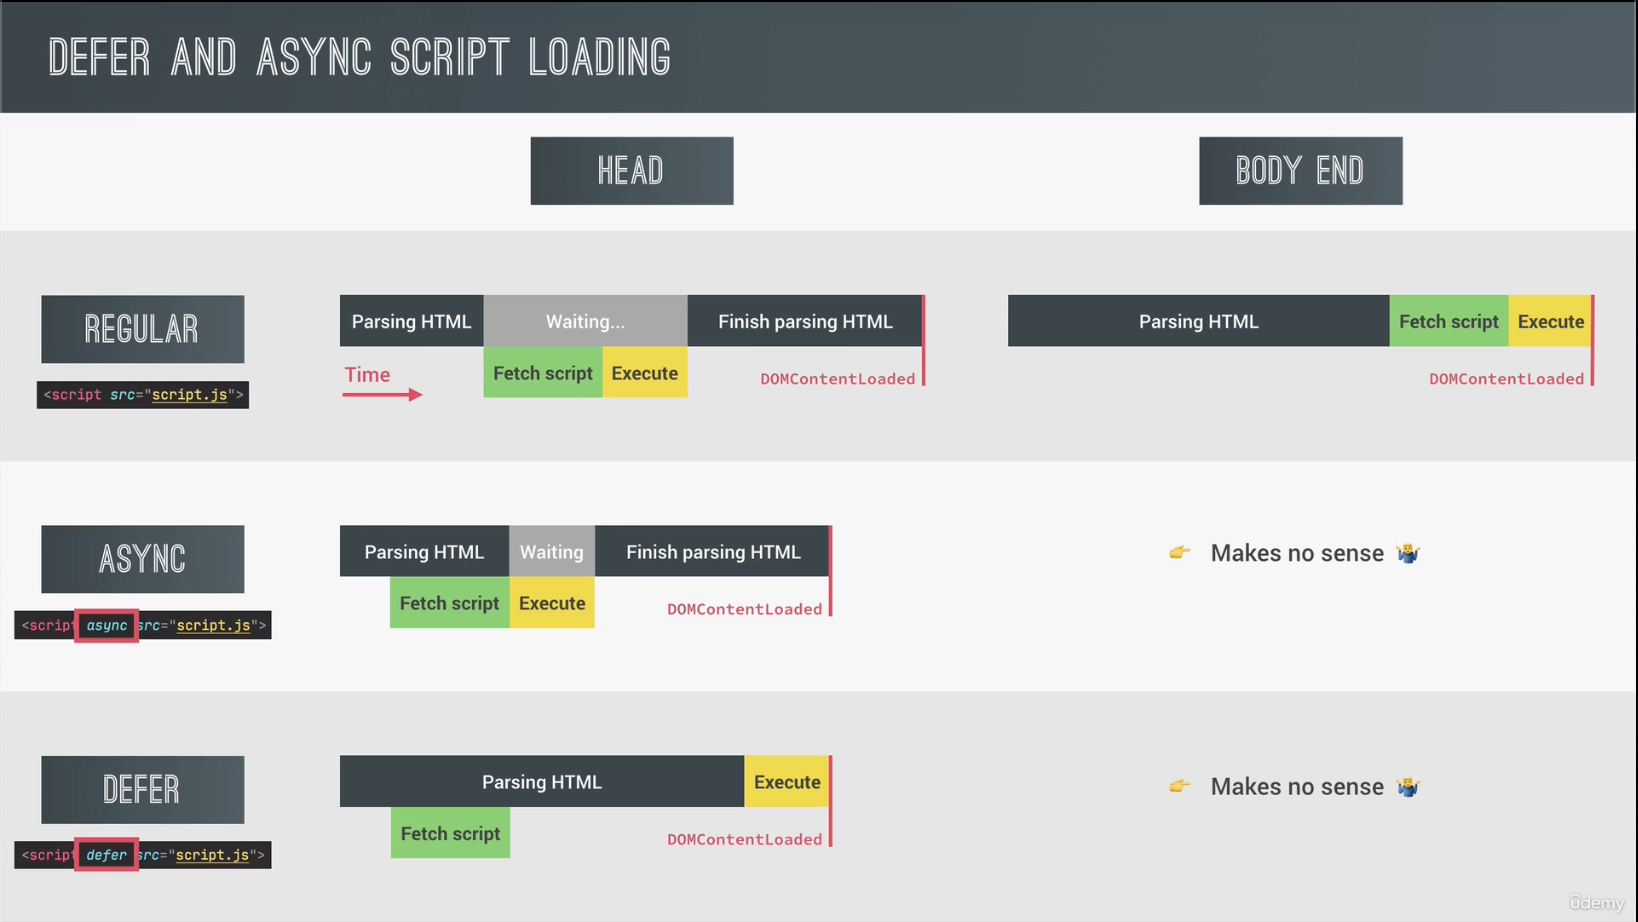 DEFER AND ASYNC SCRIPT LOADING
HEAD
BODY END
REGULAR
<script src="script.js">
Parsing HTML
Waiting...
Finish parsing HTML
Fetch script
Execute
Time
DOMContentLoaded
Parsing HTML
Fetch script
Execute
DOMContentLoaded
ASYNC
<script async src="script.js">
Parsing HTML
Waiting
Finish parsing HTML
Fetch script
Execute
DOMContentLoaded
👉 Makes no sense 🤷‍♂️
DEFER
<script defer src="script.js">
Parsing HTML
Execute
Fetch script
DOMContentLoaded
👉 Makes no sense 🤷‍♂️
ûdemy